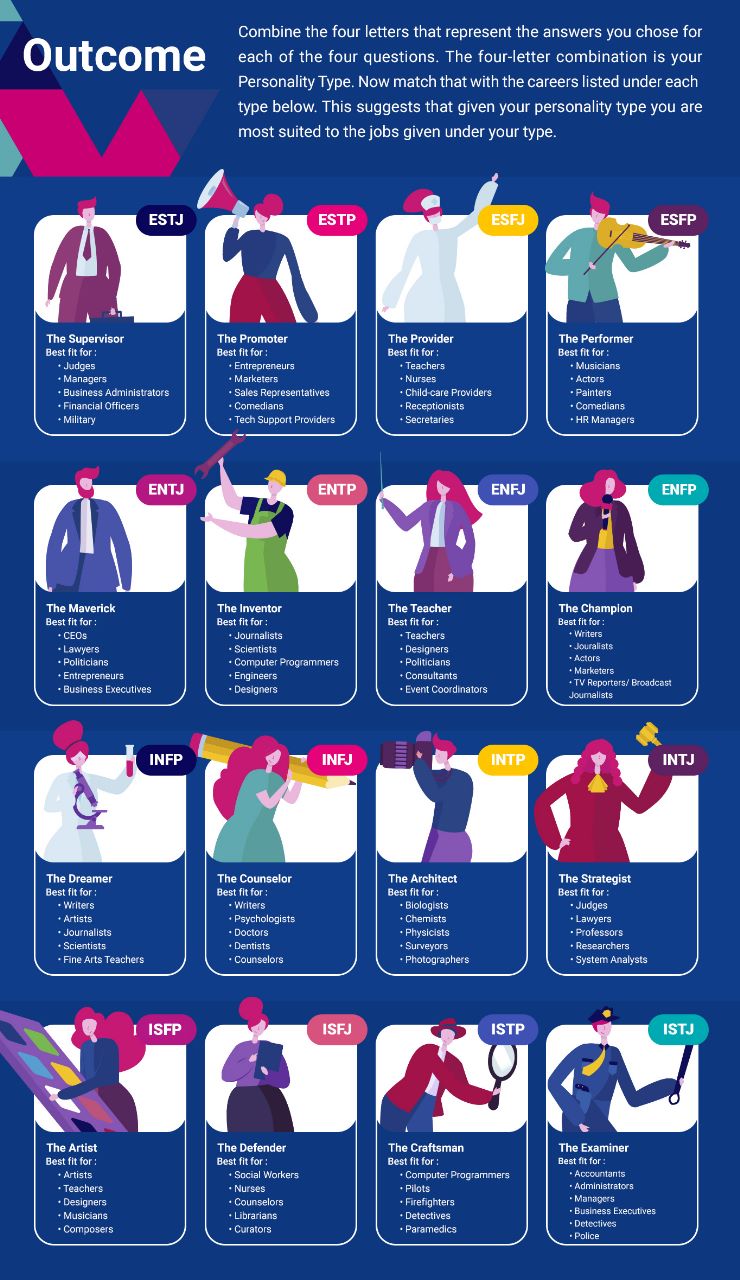 Outcome
Combine the four letters that represent the answers you chose for
each of the four questions. The four-letter combination is your
Personality Type. Now match that with the careers listed under each
type below. This suggests that given your personality type you are
most suited to the jobs given under your type.
ESTJ
The Supervisor
Best fit for :
• Judges
• Managers
• Business Administrators
• Financial Officers
• Military
ESTP
The Promoter
Best fit for :
• Entrepreneurs
• Marketers
• Sales Representatives
• Comedians
• Tech Support Providers
ESFJ
The Provider
Best fit for :
• Teachers
• Nurses
• Child-care Providers
• Receptionists
• Secretaries
ESFP
The Performer
Best fit for :
• Musicians
• Actors
• Painters
• Comedians
• HR Managers
ENTJ
The Maverick
Best fit for :
• CEOs
• Lawyers
• Politicians
• Entrepreneurs
• Business Executives
ENTP
The Inventor
Best fit for :
• Journalists
• Scientists
• Computer Programmers
• Engineers
• Designers
ENFJ
The Teacher
Best fit for :
• Teachers
• Designers
• Politicians
• Consultants
• Event Coordinators
ENFP
The Champion
Best fit for :
• Writers
• Jouralists
• Actors
• Marketers
• TV Reporters/ Broadcast
Journalists
INFP
The Dreamer
Best fit for :
• Writers
• Artists
• Journalists
• Scientists
• Fine Arts Teachers
INFJ
The Counselor
Best fit for :
• Writers
• Psychologists
• Doctors
• Dentists
• Counselors
INTP
The Architect
Best fit for :
• Biologists
• Chemists
• Physicists
• Surveyors
• Photographers
INTJ
The Strategist
Best fit for :
• Judges
• Lawyers
• Professors
• Researchers
• System Analysts
ISFP
The Artist
Best fit for :
• Artists
• Teachers
• Designers
• Musicians
• Composers
ISFJ
The Defender
Best fit for :
• Social Workers
• Nurses
• Counselors
• Librarians
• Curators
ISTP
The Craftsman
Best fit for :
• Computer Programmers
• Pilots
• Firefighters
• Detectives
• Paramedics
ISTJ
The Examiner
Best fit for :
• Accountants
• Administrators
• Managers
• Business Executives
• Detectives
• Police